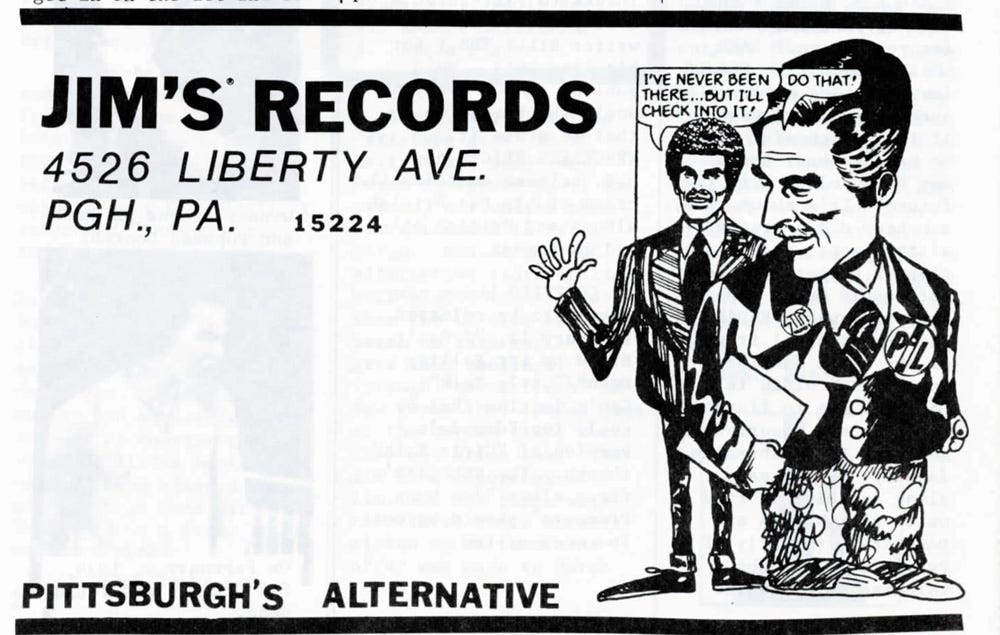 JIM'S RECORDS
4526 LIBERTY AVE.
PGH., PA. 15224
I'VE NEVER BEEN
THERE...BUT I'LL
CHECK INTO IT!
DO THAT!
PiL
PITTSBURGH'S ALTERNATIVE